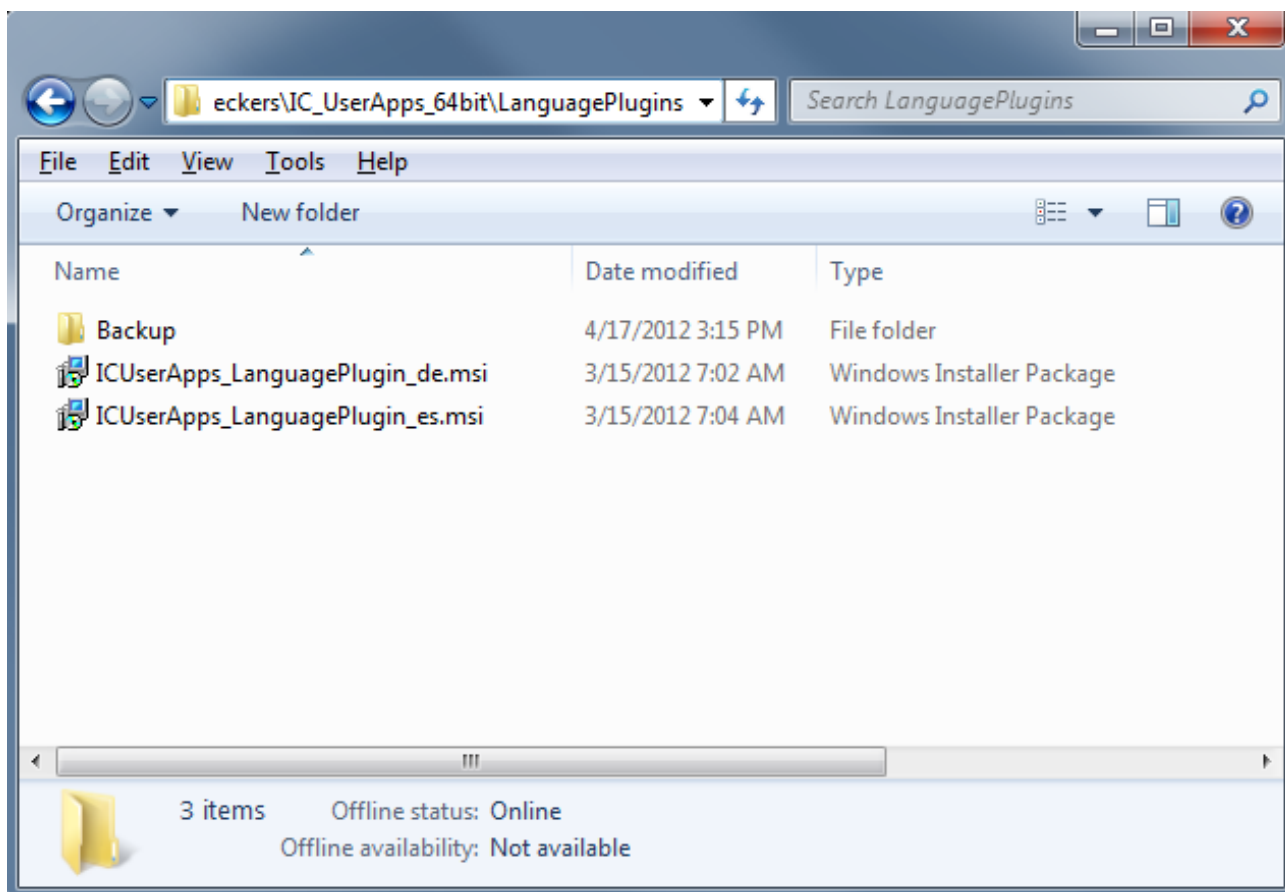 eckers\IC_UserApps_64bit\LanguagePlugins
Search LanguagePlugins
File Edit View Tools Help
Organize New folder
Name Date modified Type
Backup 4/17/2012 3:15 PM File folder
ICUserApps_LanguagePlugin_de.msi 3/15/2012 7:02 AM Windows Installer Package
ICUserApps_LanguagePlugin_es.msi 3/15/2012 7:04 AM Windows Installer Package
3 items Offline status: Online
Offline availability: Not available